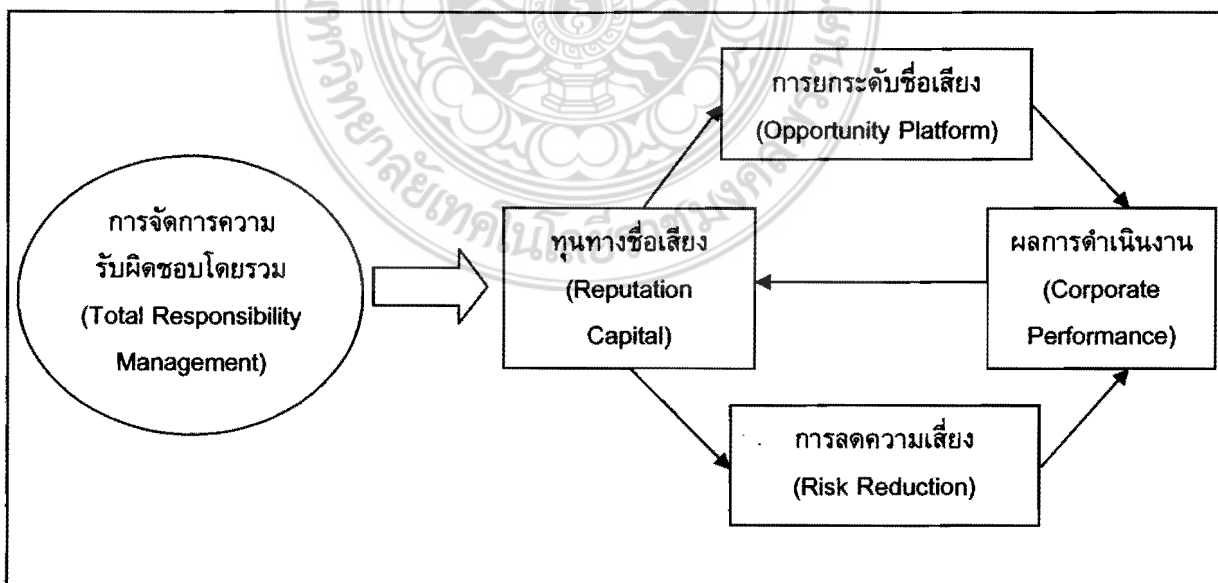 การยกระดับชื่อเสียง
(Opportunity Platform)
การจัดการความ
รับผิดชอบโดยรวม
(Total Responsibility
Management)
ทุนทางชื่อเสียง
(Reputation
Capital)
ผลการดำเนินงาน
(Corporate
Performance)
การลดความเสี่ยง
(Risk Reduction)